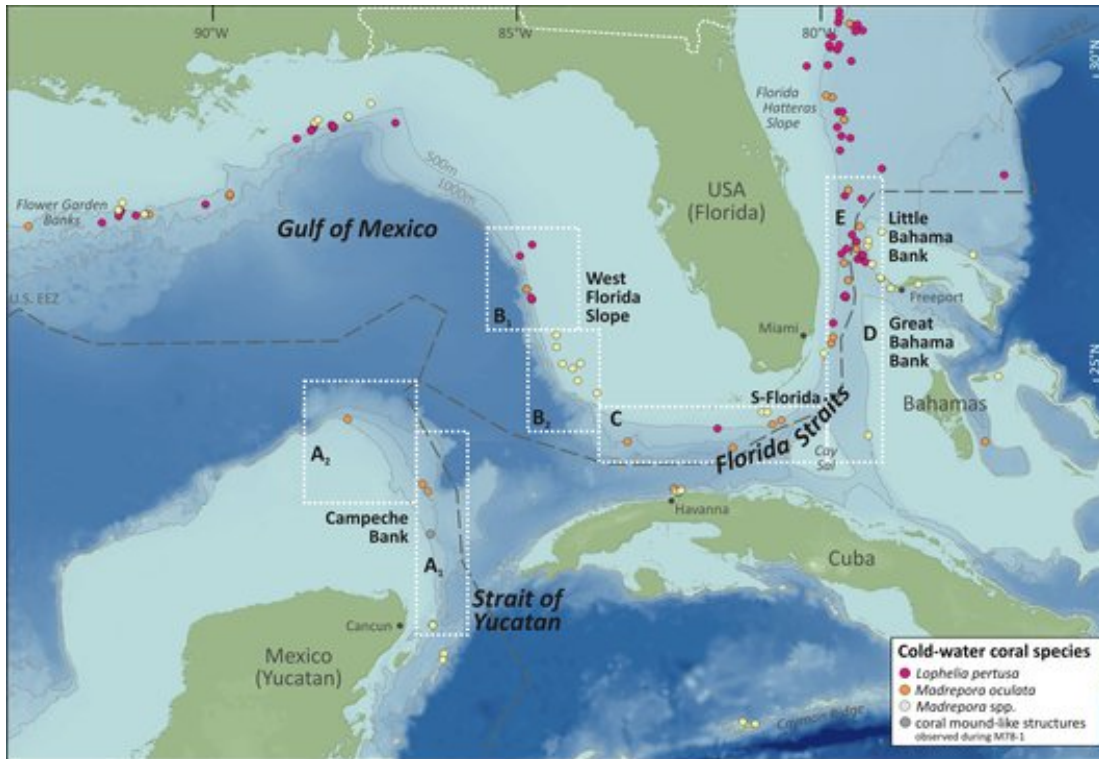 90°W
85°W
80°W
30°N
Florida
Hatteras
Slope
500m
1000m
USA
(Florida)
Flower Garden
Banks
Gulf of Mexico
E
Little
Bahama
Bank
West
Florida
Slope
Freeport
U.S. EEZ
B1
Miami
D
Great
Bahama
Bank
25°N
S-Florida
Bahamas
B2
C
Florida Straits
A2
Cay
Sal
Campeche
Bank
Havanna
Cuba
A1
Strait of
Yucatan
Cancun
Mexico
(Yucatan)
Cayman Ridge
Cold-water coral species
Lophelia pertusa
Madrepora oculata
Madrepora spp.
coral mound-like structures
observed during M78-1